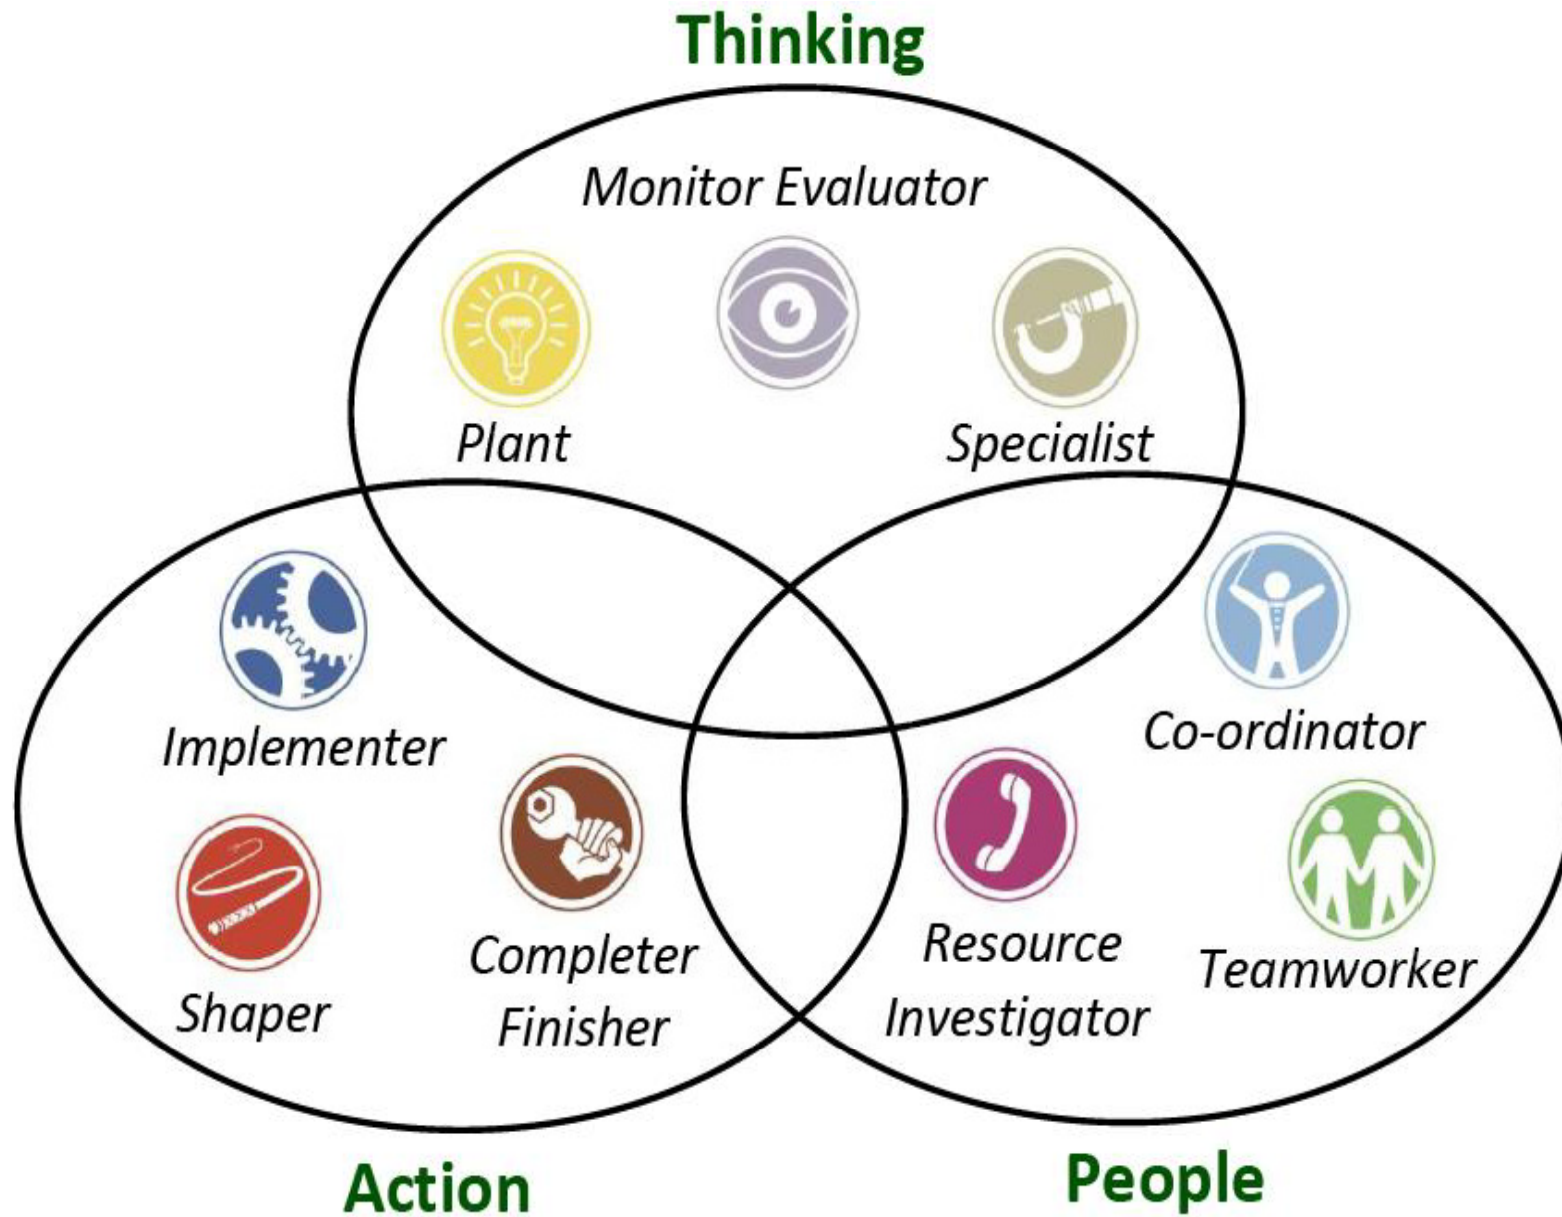 Thinking
Monitor Evaluator
Plant
Specialist
Implementer
Co-ordinator
Shaper
Completer
Finisher
Resource
Investigator
Teamworker
Action
People